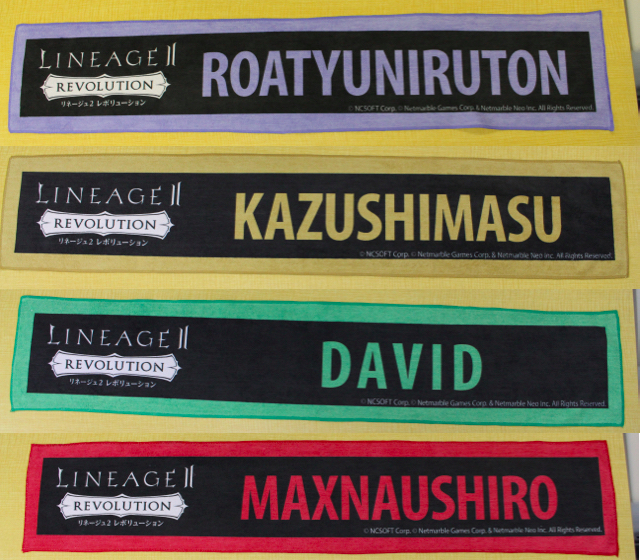 LINEAGE II
REVOLUTION
リネージュ2 レボリューション
ROATYUNIRUTON
© NCSOFT Corp. © Netmarble Games Corp. & Netmarble Neo Inc. All Rights Reserved.
LINEAGE II
REVOLUTION
リネージュ2 レボリューション
KAZUSHIMASU
© NCSOFT Corp. © Netmarble Games Corp. & Netmarble Neo Inc. All Rights Reserved.
LINEAGE II
REVOLUTION
リネージュ2 レボリューション
DAVID
© NCSOFT Corp. © Netmarble Games Corp. & Netmarble Neo Inc. All Rights Reserved.
LINEAGE II
REVOLUTION
リネージュ2 レボリューション
MAXNAUSHIRO
© NCSOFT Corp. © Netmarble Games Corp. & Netmarble Neo Inc. All Rights Reserved.